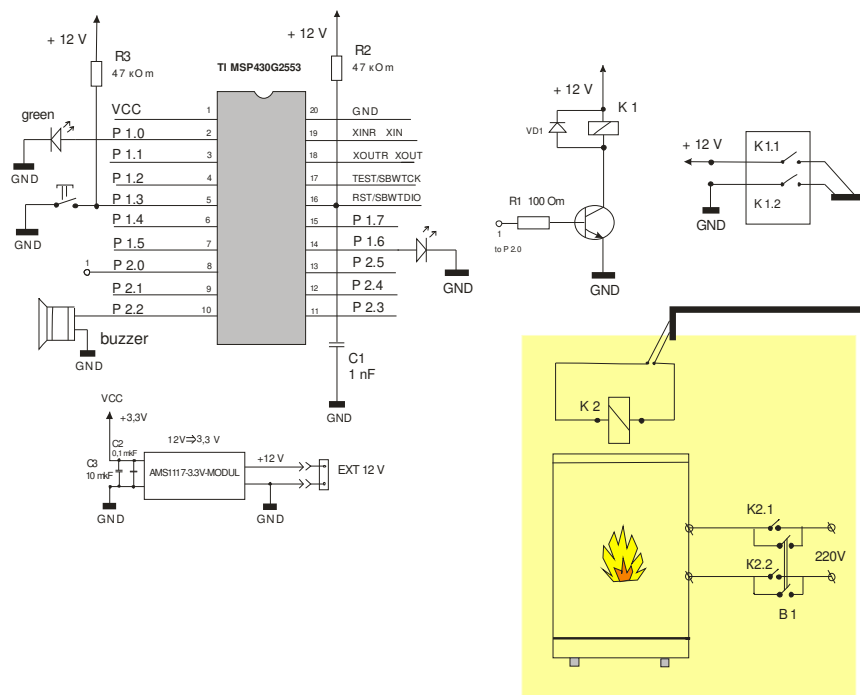 + 12 V
R3
47 кОm
green
GND
GND
VCC
P 1.0
P 1.1
P 1.2
P 1.3
P 1.4
P 1.5
1
P 2.0
P 2.1
P 2.2
buzzer
GND
TI MSP430G2553
1
2
3
4
5
6
7
8
9
10
20
19
18
17
16
15
14
13
12
11
+ 12 V
R2
47 кОm
GND
XINR XIN
XOUTR XOUT
TEST/SBWTCK
RST/SBWTDIO
P 1.7
P 1.6
P 2.5
P 2.4
P 2.3
GND
C1
1 nF
GND
+ 12 V
K 1
VD1
R1 100 Om
1
to P 2.0
GND
+ 12 V
K1.1
K1.2
GND
VCC
+3,3V
C2
0,1 mkF
C3
10 mkF
GND
12V⇒3,3 V
AMS1117-3.3V-MODUL
+12 V
EXT 12 V
GND
K 2
K2.1
K2.2
220V
B 1